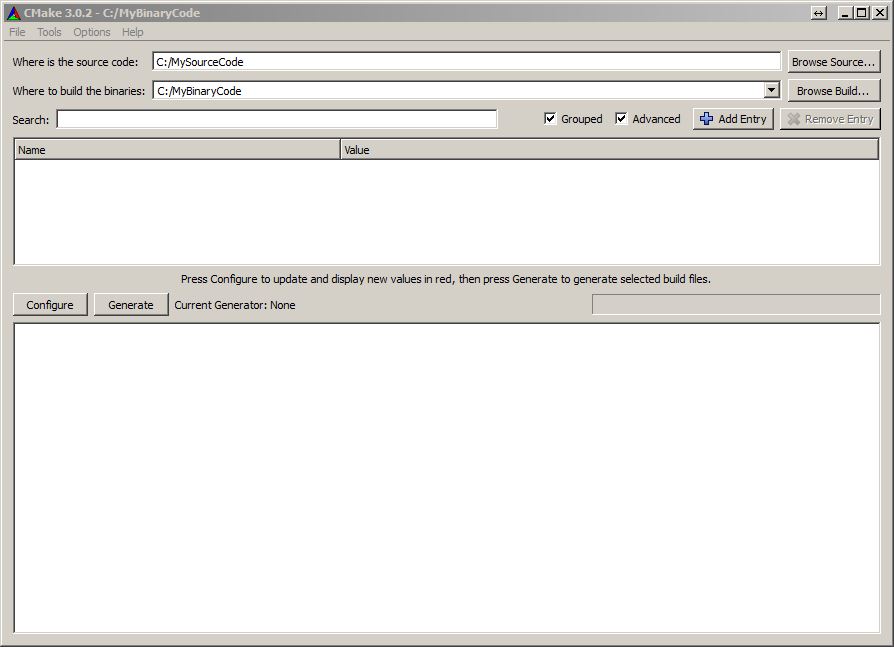 CMake 3.0.2 - C:/MyBinaryCode
File Tools Options Help
Where is the source code: C:/MySourceCode Browse Source...
Where to build the binaries: C:/MyBinaryCode Browse Build...
Search: Grouped Advanced Add Entry Remove Entry
Name Value
Press Configure to update and display new values in red, then press Generate to generate selected build files.
Configure Generate Current Generator: None